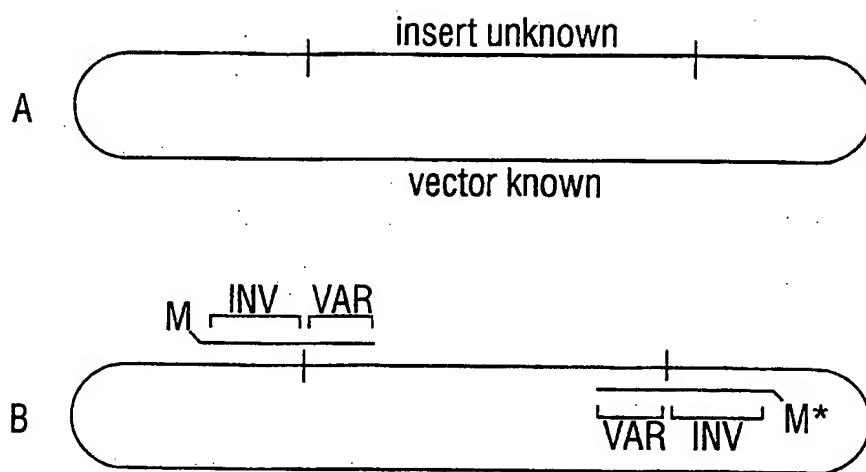 insert unknown
A
vector known
INV VAR
M
B
M*
VAR INV